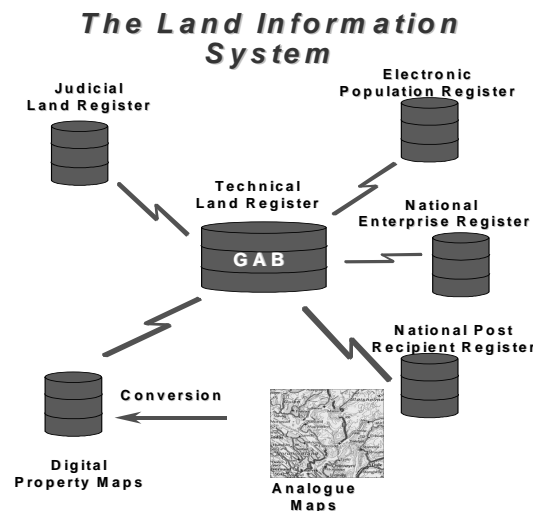 The Land Information
System
Judicial
Land Register
Electronic
Population Register
Technical
Land Register
National
Enterprise Register
GAB
National Post
Recipient Register
Conversion
Digital
Property Maps
Analogue
Maps